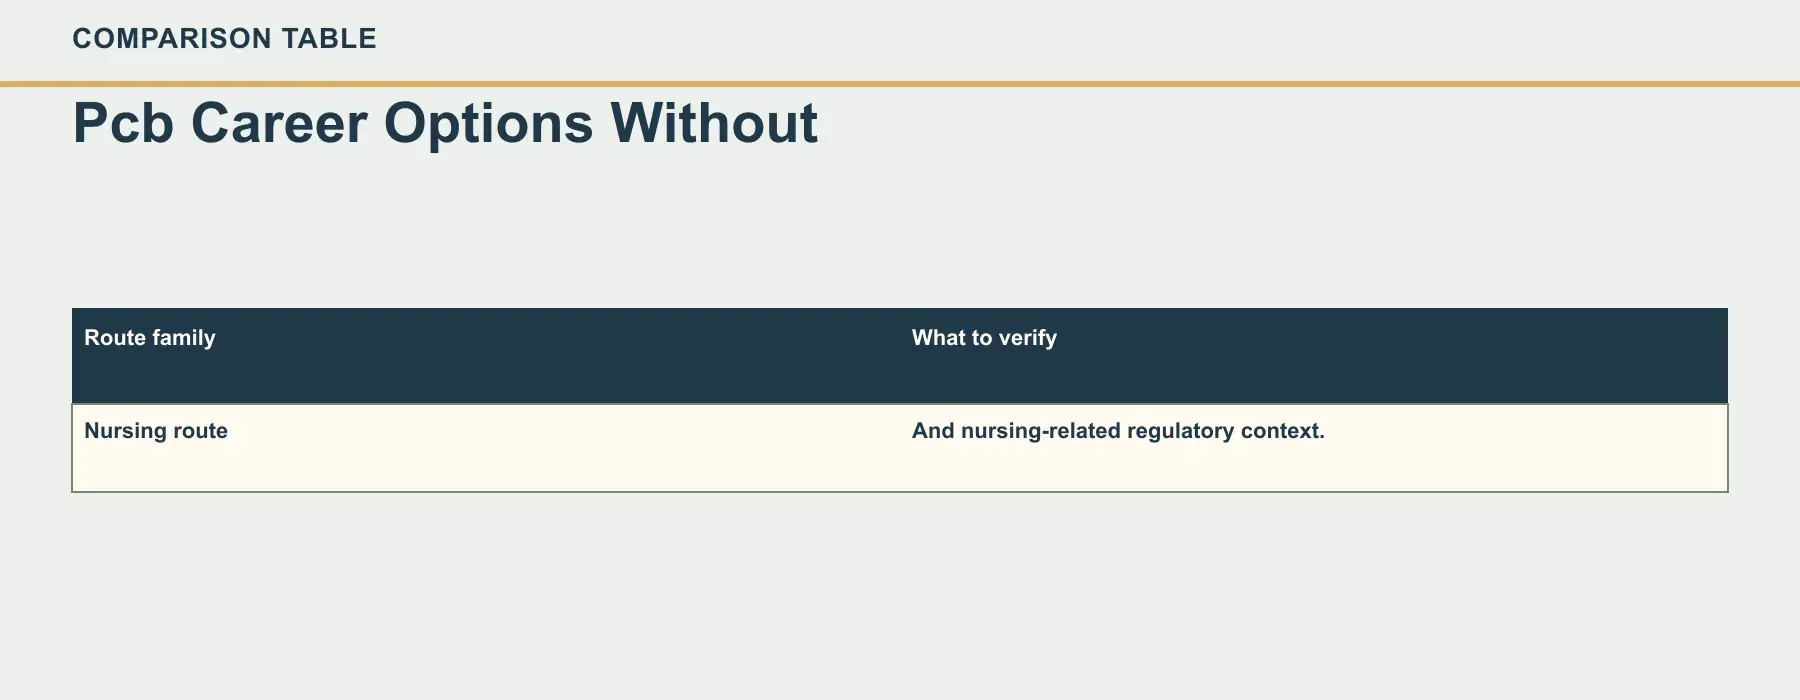 COMPARISON TABLE
Pcb Career Options Without
Route family What to verify
Nursing route And nursing-related regulatory context.